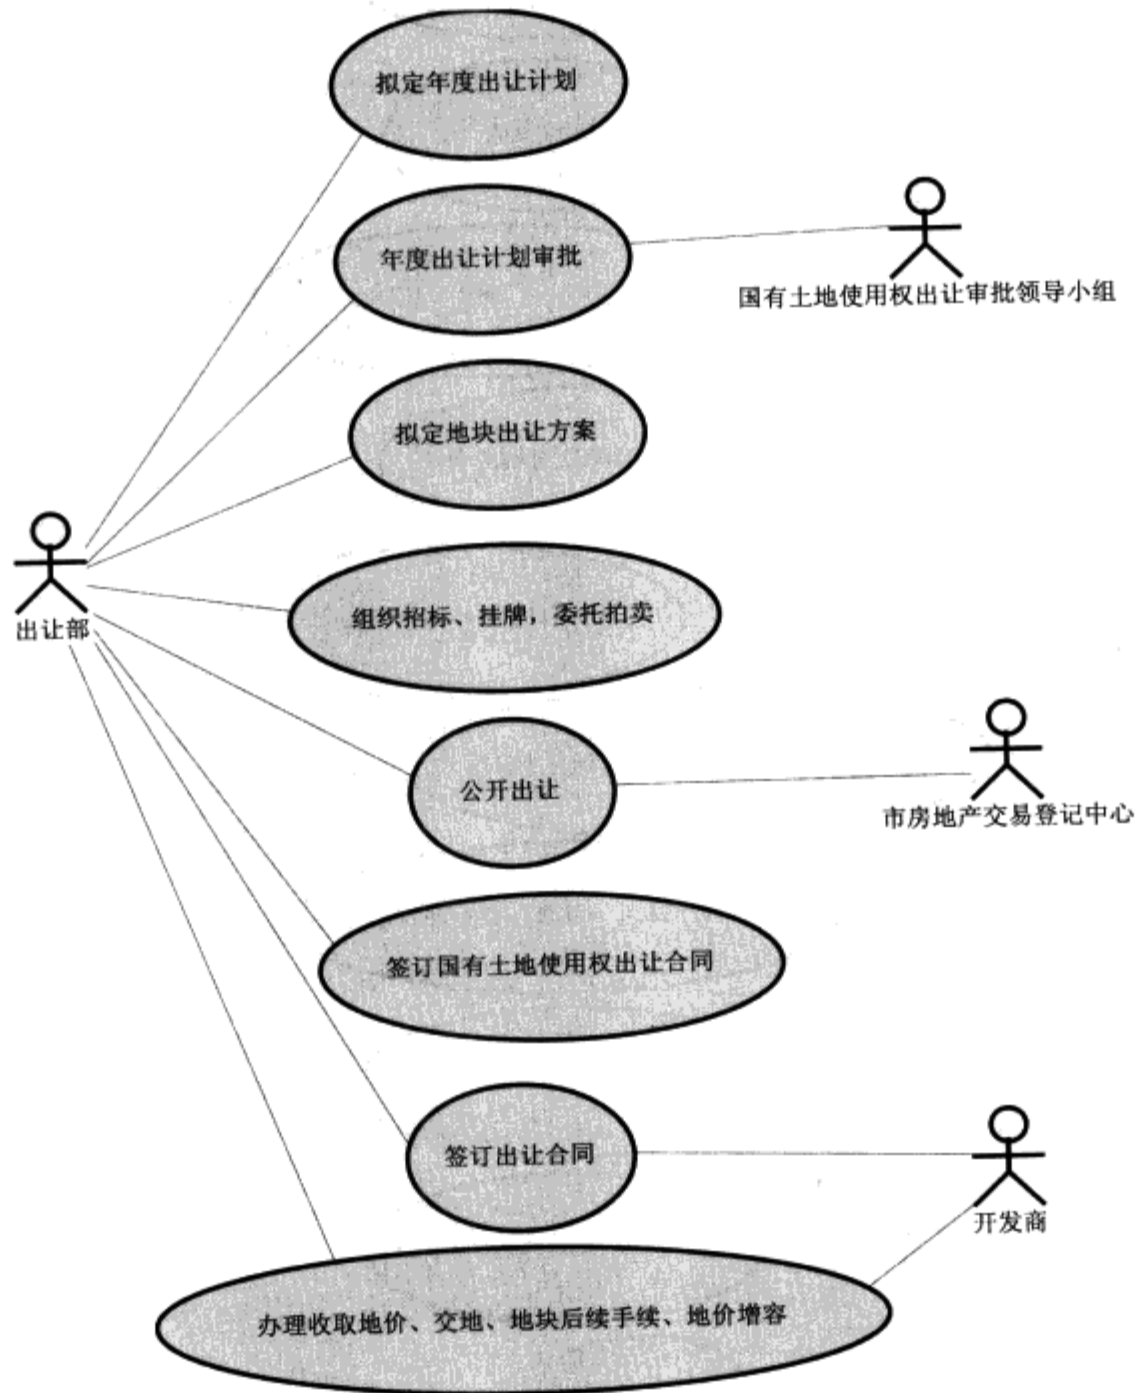 拟定年度出让计划
年度出让计划审批
国有土地使用权出让审批领导小组
拟定地块出让方案
出让部
组织招标、挂牌，委托拍卖
公开出让
市房地产交易登记中心
签订国有土地使用权出让合同
签订出让合同
开发商
办理收取地价、交地、地块后续手续、地价增容